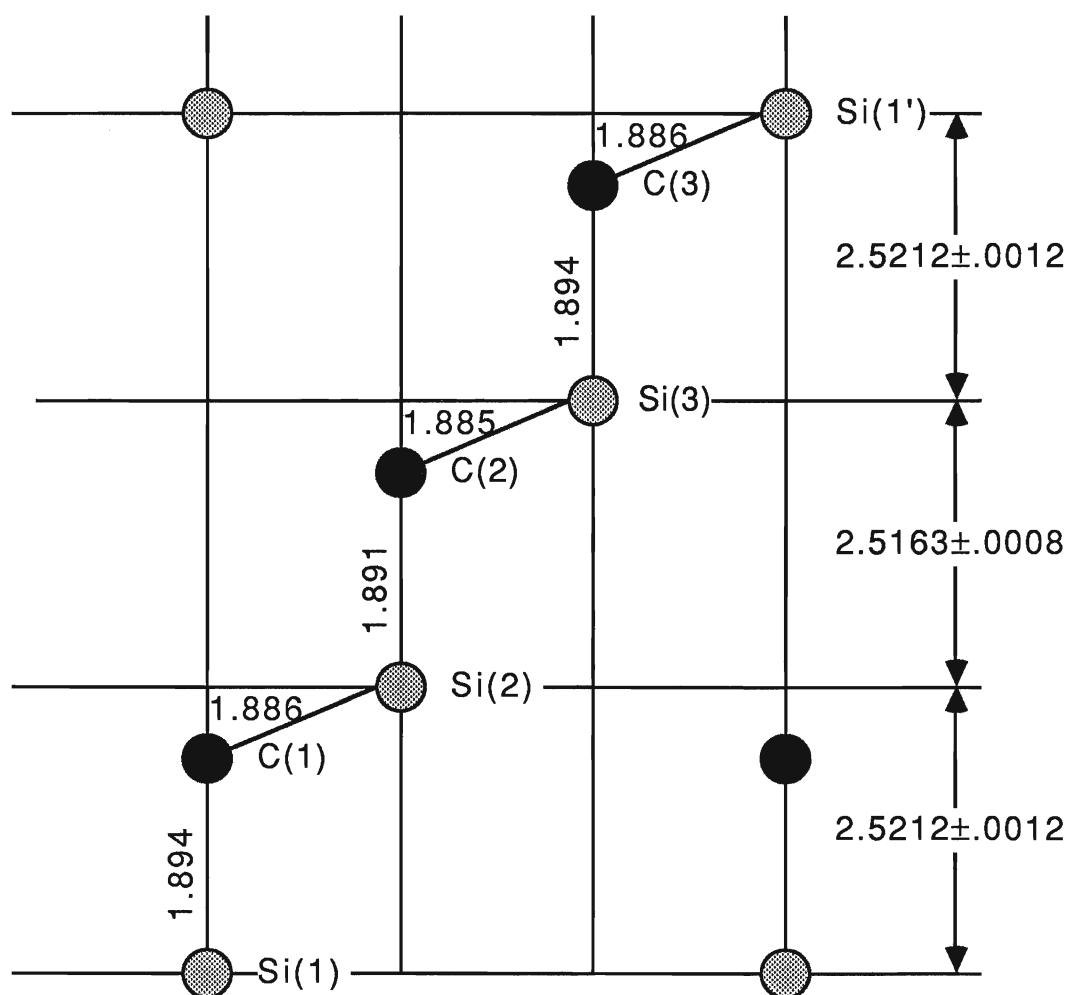 Si(1')
1.886
C(3)
2.5212±.0012
1.894
Si(3)
1.885
C(2)
2.5163±.0008
1.891
Si(2)
1.886
C(1)
2.5212±.0012
1.894
Si(1)